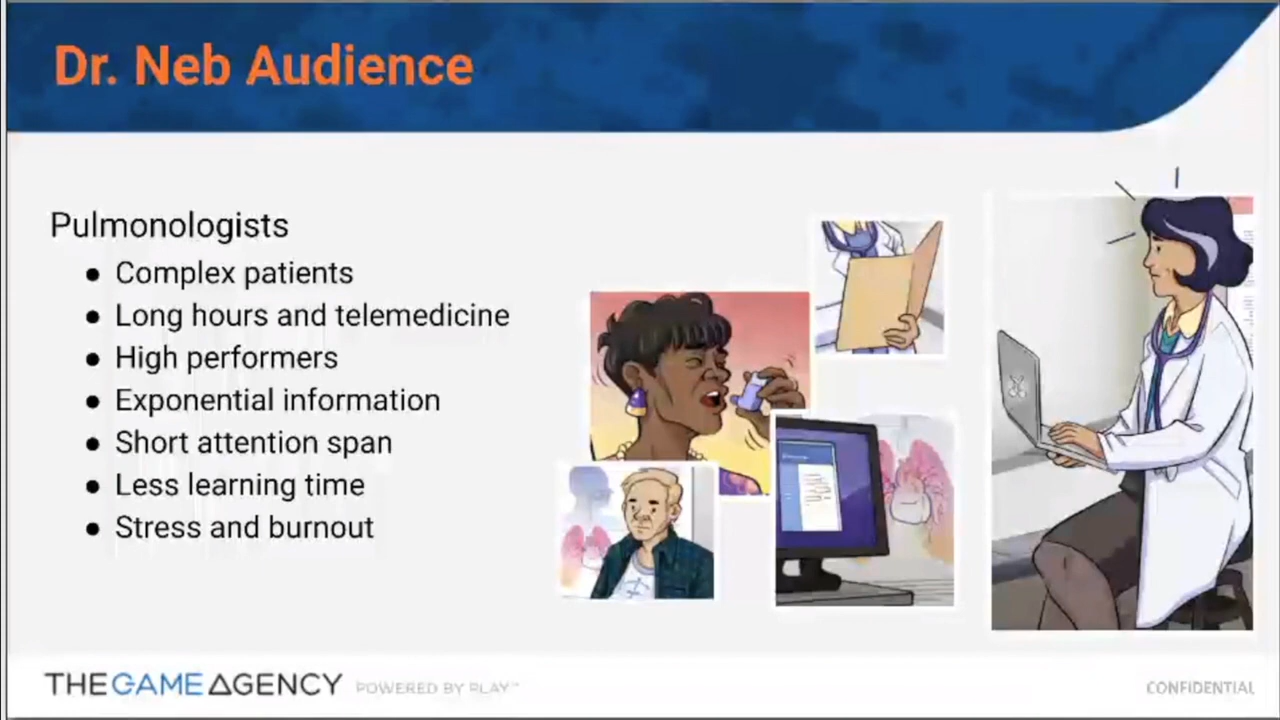 Dr. Neb Audience
Pulmonologists
● Complex patients
● Long hours and telemedicine
● High performers
● Exponential information
● Short attention span
● Less learning time
● Stress and burnout
THEGAMEAGENCY POWERED BY PLAY™
CONFIDENTIAL